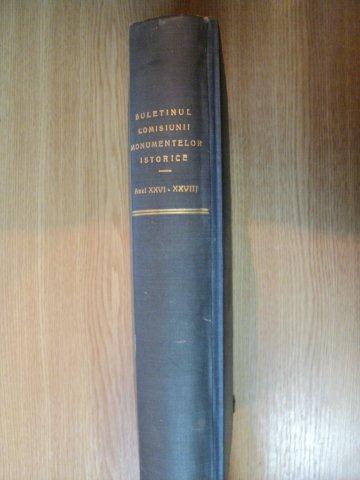 BULETINUL
COMISIUNII
MONUMENTELOR
ISTORICE
Anul XXVI - XXVIII